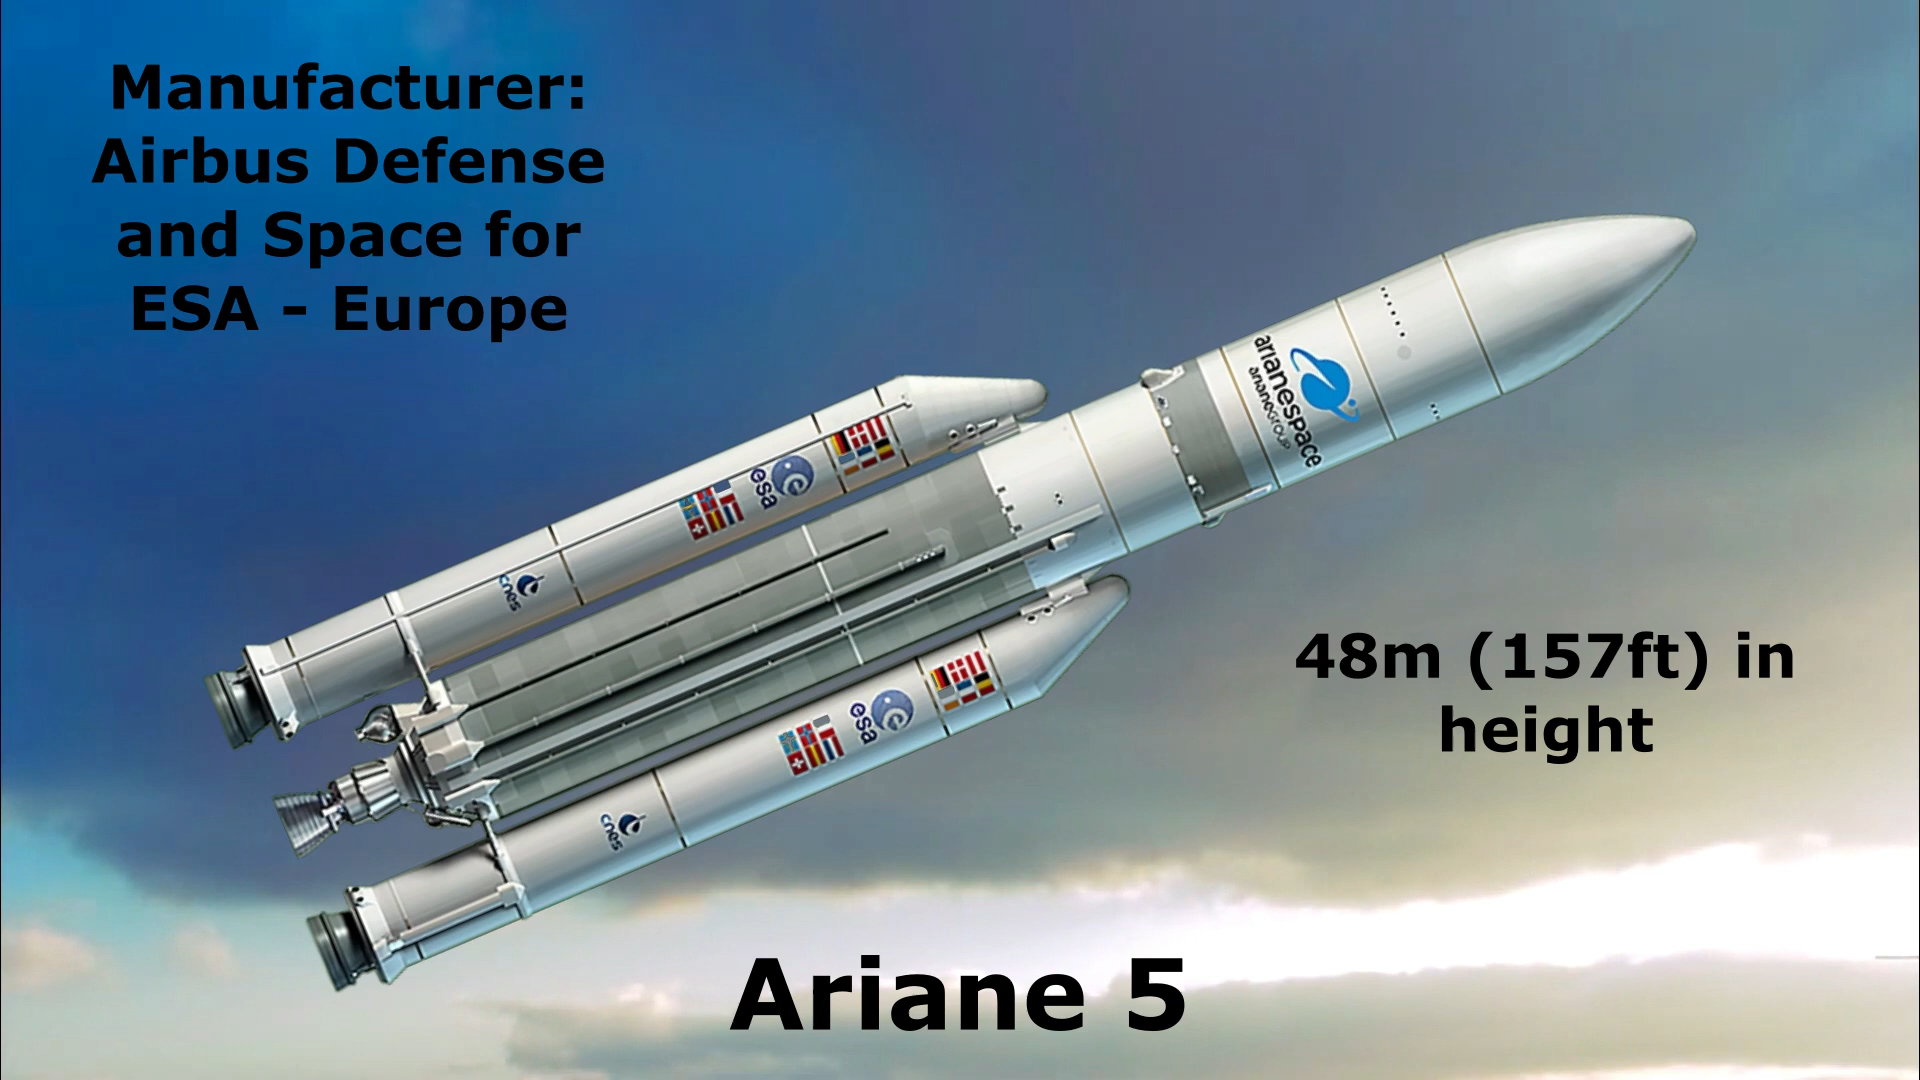 Manufacturer:
Airbus Defense
and Space for
ESA - Europe
arianespace
arianeGROUP
esa
cnes
48m (157ft) in
height
esa
cnes
Ariane 5